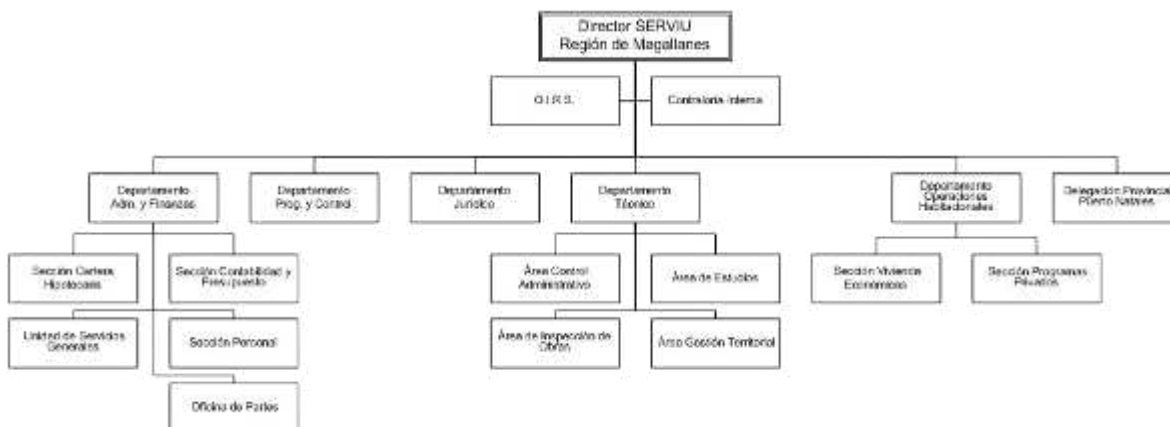 Director SERVIU
Región de Magallanes
O.I.R.S.
Contraloría Interna
Departamento
Adm. y Finanzas
Departamento
Prog. y Control
Departamento
Jurídico
Departamento
Técnico
Departamento
Operaciones
Habitacionales
Delegación Provincial
Puerto Natales
Sección Cartera
Hipotecaria
Sección Contabilidad y
Presupuesto
Área Control
Administrativo
Área de Estudios
Sección Vivienda
Económicas
Sección Programas
Privados
Unidad de Servicios
Generales
Sección Personal
Área de Inspección de
Obras
Área Gestión Territorial
Oficina de Partes